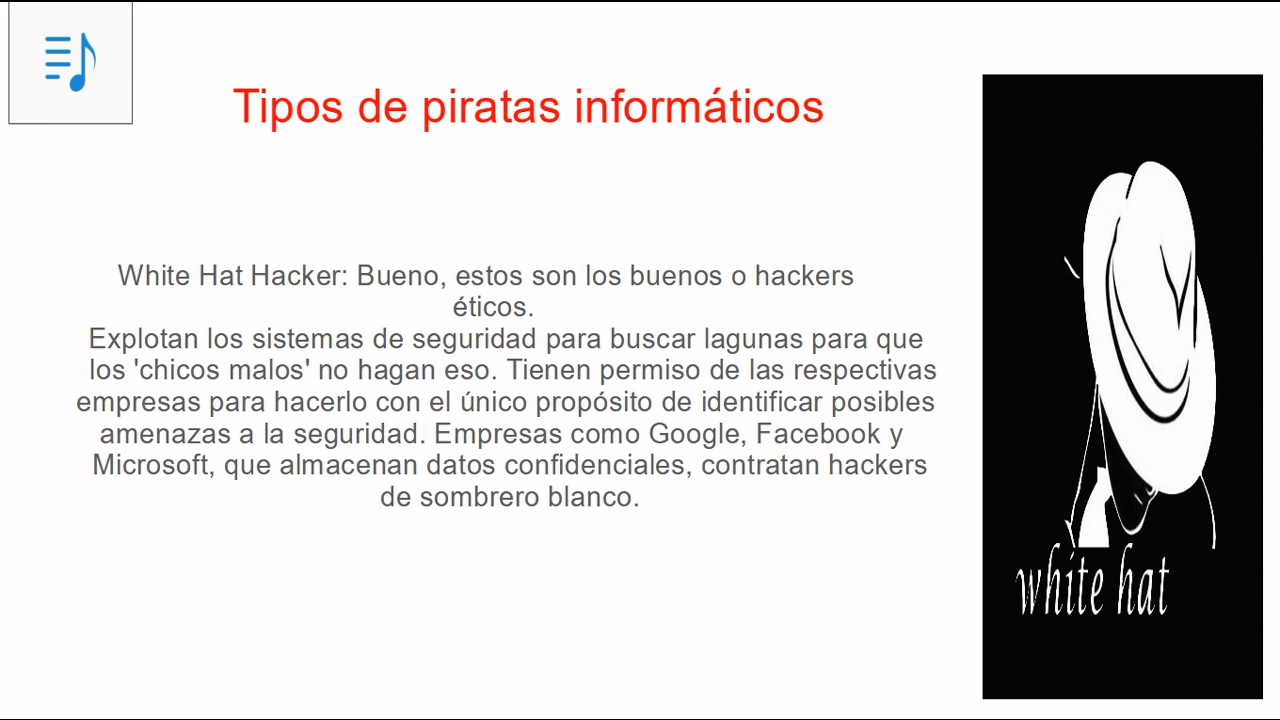 Tipos de piratas informáticos
White Hat Hacker: Bueno, estos son los buenos o hackers
éticos.
Explotan los sistemas de seguridad para buscar lagunas para que
los 'chicos malos' no hagan eso. Tienen permiso de las respectivas
empresas para hacerlo con el único propósito de identificar posibles
amenazas a la seguridad. Empresas como Google, Facebook y
Microsoft, que almacenan datos confidenciales, contratan hackers
de sombrero blanco.
white hat